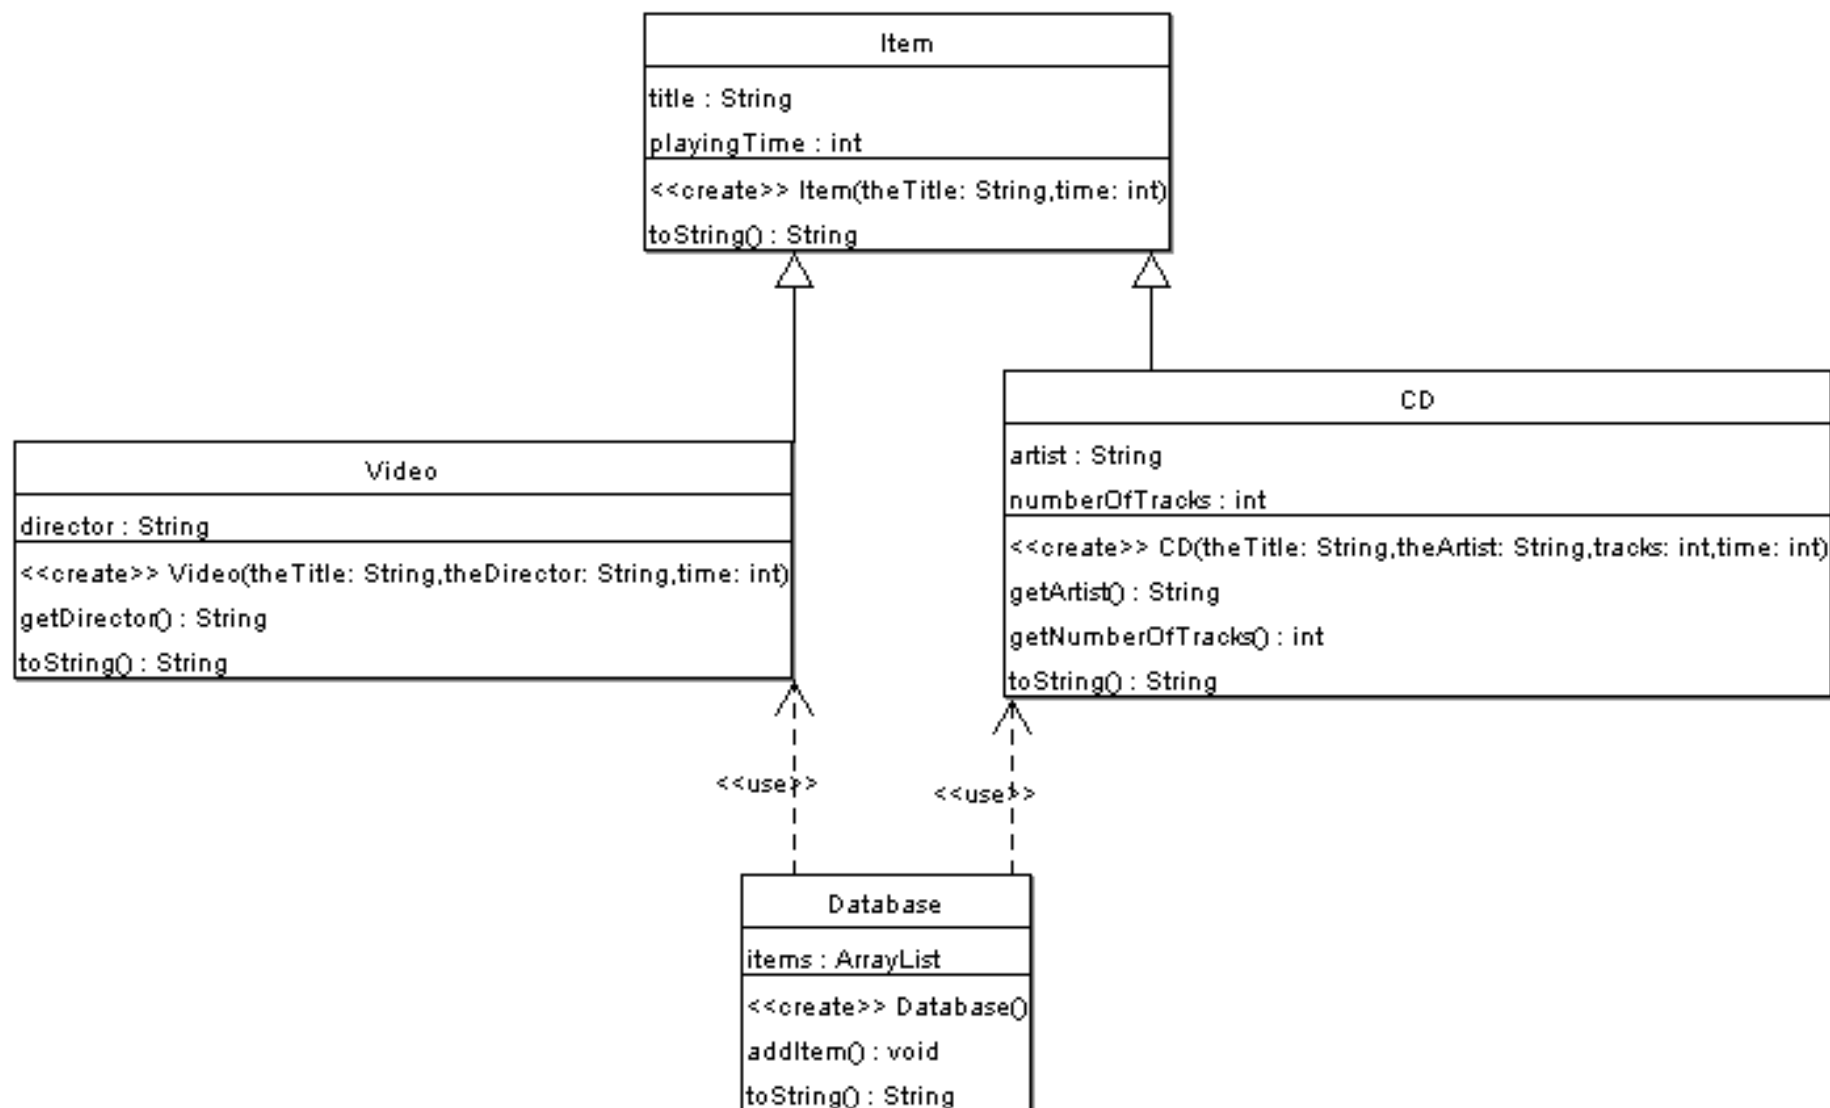 Item
title : String
playingTime : int
<<create>> Item(theTitle: String,time: int)
toString() : String
Video
director : String
<<create>> Video(theTitle: String,theDirector: String,time: int)
getDirector() : String
toString() : String
CD
artist : String
numberOfTracks : int
<<create>> CD(theTitle: String,theArtist: String,tracks: int,time: int)
getArtist() : String
getNumberOfTracks() : int
toString() : String
<<use>>
<<use>>
Database
items : ArrayList
<<create>> Database()
addItem() : void
toString() : String